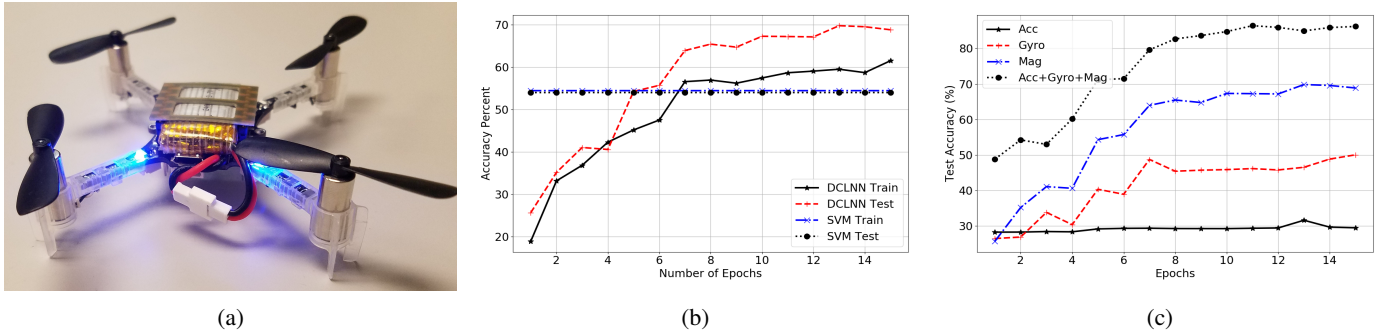 70
60
50
40
30
20
Accuracy Percent
2 4 6 8 10 12 14
Number of Epochs
DCLNN Train
DCLNN Test
SVM Train
SVM Test
80
70
60
50
40
30
Test Accuracy (%)
2 4 6 8 10 12 14
Epochs
Acc
Gyro
Mag
Acc+Gyro+Mag
(a)
(b)
(c)